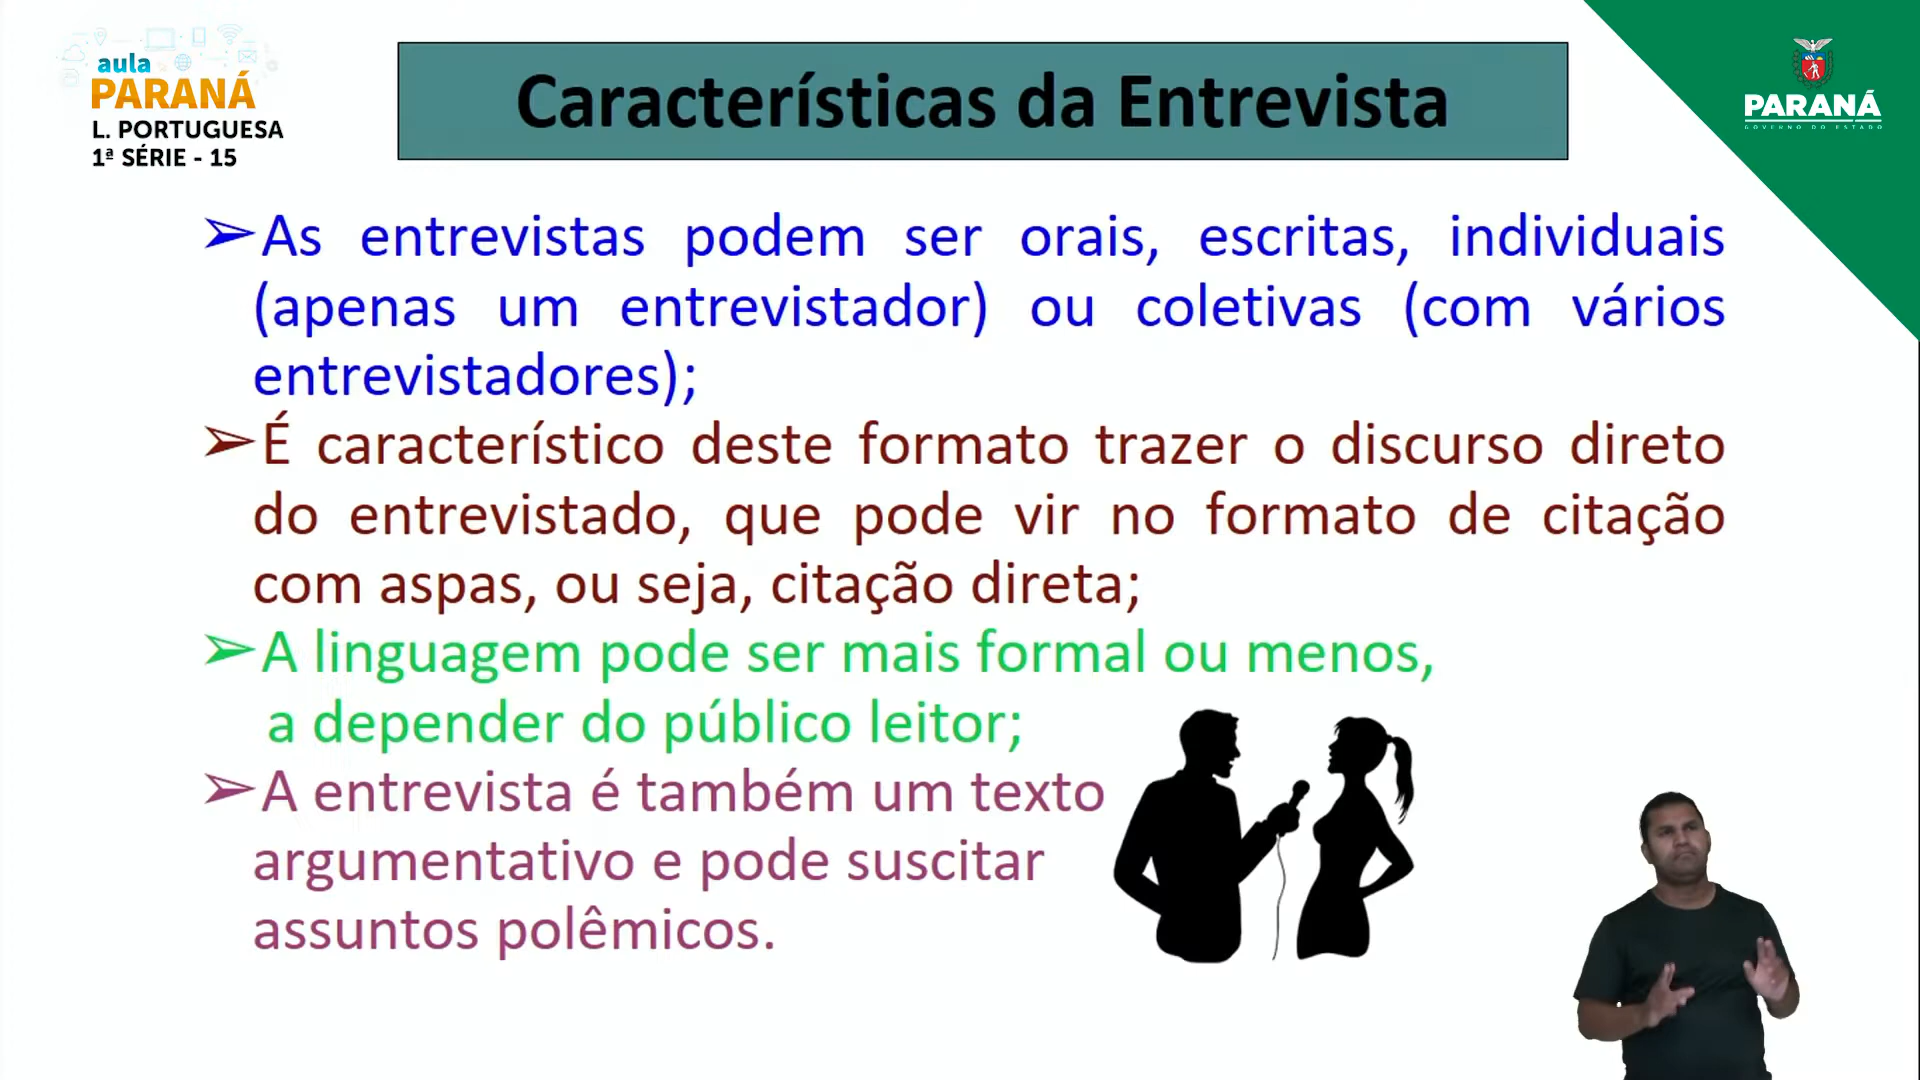 aula
PARANÁ
L. PORTUGUESA
1ª SÉRIE - 15
Características da Entrevista
PARANÁ
GOVERNO DO ESTADO
➢As entrevistas podem ser orais, escritas, individuais
(apenas um entrevistador) ou coletivas (com vários
entrevistadores);
➢É característico deste formato trazer o discurso direto
do entrevistado, que pode vir no formato de citação
com aspas, ou seja, citação direta;
➢A linguagem pode ser mais formal ou menos,
a depender do público leitor;
➢A entrevista é também um texto
argumentativo e pode suscitar
assuntos polêmicos.